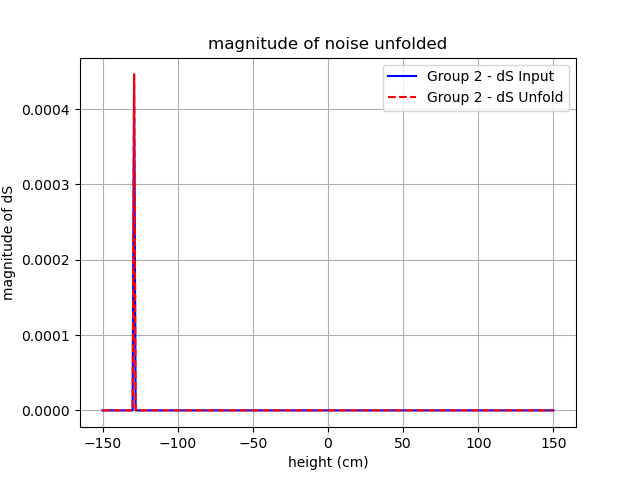 magnitude of noise unfolded
Group 2 - dS Input
Group 2 - dS Unfold
magnitude of dS
0.0004
0.0003
0.0002
0.0001
0.0000
−150
−100
−50
0
50
100
150
height (cm)